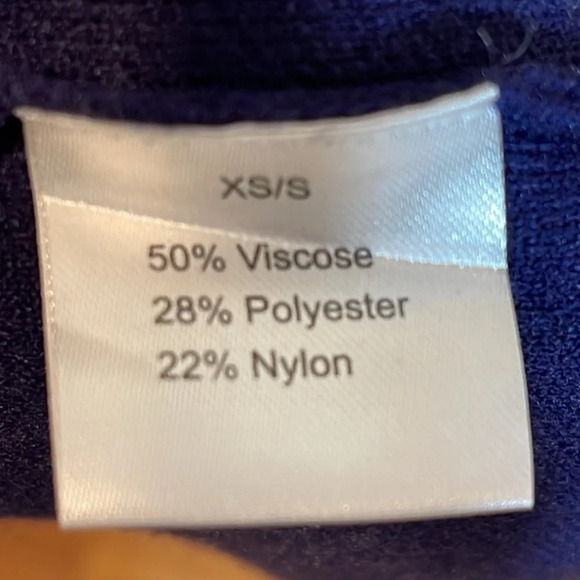 XS/S
50% Viscose
28% Polyester
22% Nylon